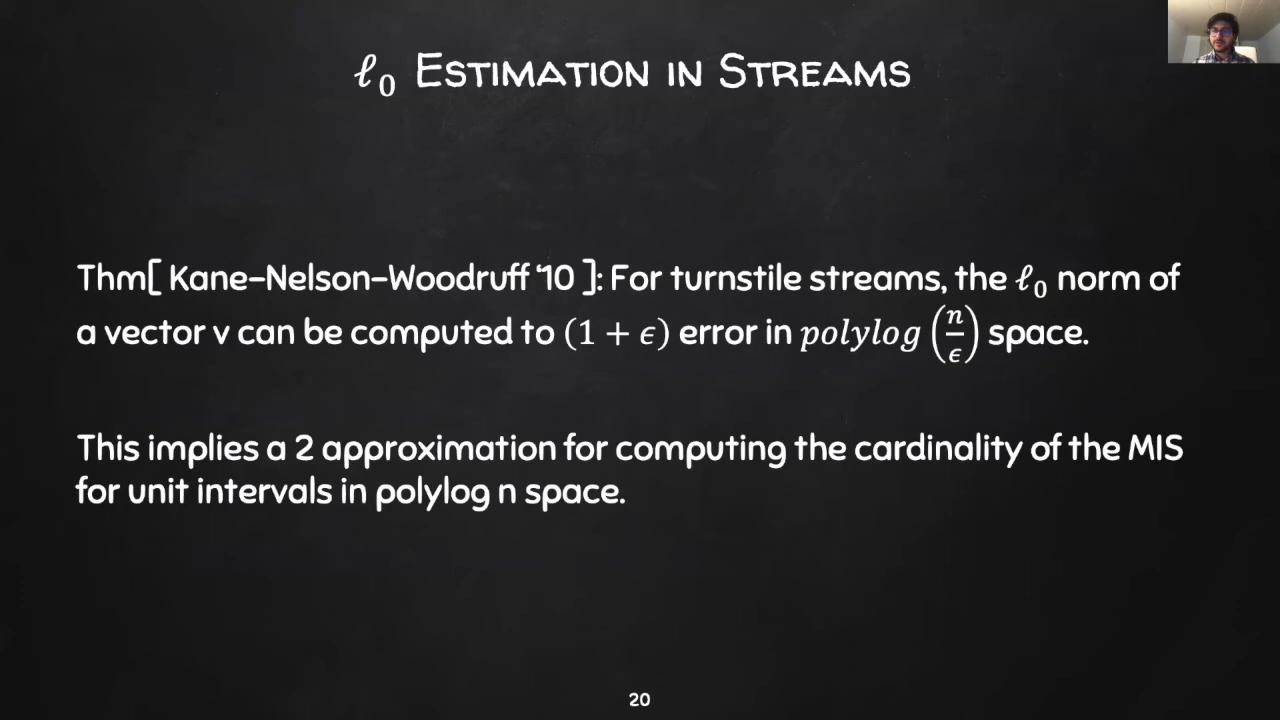 ℓ₀ ESTIMATION IN STREAMS
Thm[ Kane-Nelson-Woodruff ‘10 ]: For turnstile streams, the ℓ₀ norm of
a vector v can be computed to (1 + ϵ) error in polylog (n/ϵ) space.
This implies a 2 approximation for computing the cardinality of the MIS
for unit intervals in polylog n space.
20